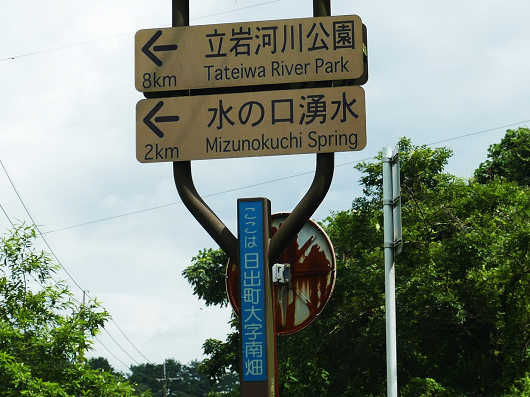 立岩河川公園
8km
Tateiwa River Park
水の口湧水
2km
Mizunokuchi Spring
ここは日出町大字南畑